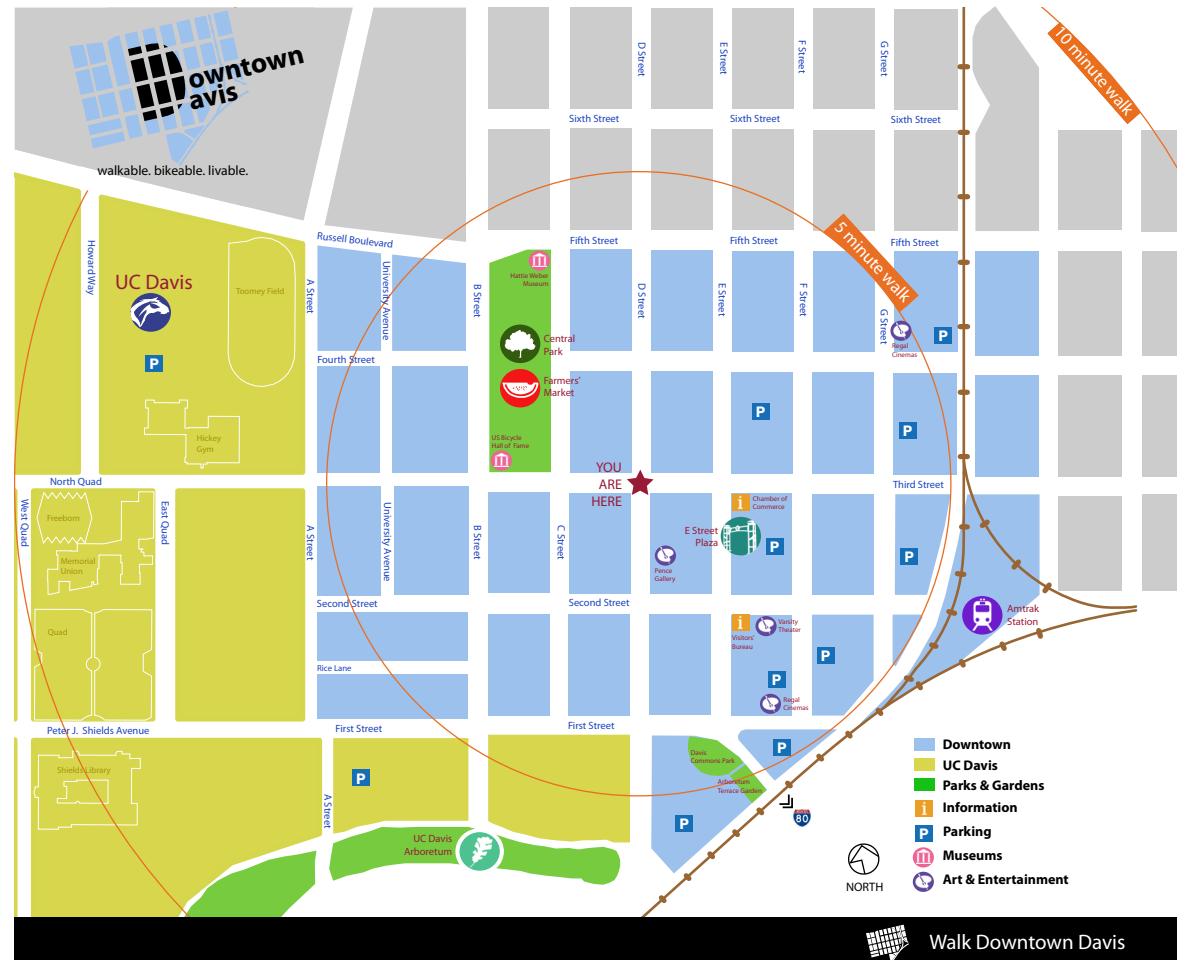 owntown
avis
walkable. bikeable. livable.
D Street
E Street
F Street
G Street
10 minute walk
Sixth Street
Sixth Street
Sixth Street
Russell Boulevard
Fifth Street
Fifth Street
Fifth Street
5 minute walk
Howard Way
UC Davis
Toomey Field
A Street
University Avenue
B Street
Hattie Weber
Museum
D Street
E Street
F Street
G Street
Regal
Cinemas
P
P
Central
Park
Fourth Street
Farmers'
Market
P
P
Hickey
Gym
US Bicycle
Hall of Fame
YOU
ARE
HERE
North Quad
Third Street
West Quad
Freeborn
East Quad
A Street
University Avenue
B Street
C Street
i
Chamber of
Commerce
E Street
Plaza
P
P
Memorial
Union
Pence
Gallery
Second Street
Second Street
Amtrak
Station
Quad
i
Visitors'
Bureau
Varsity
Theater
P
Rice Lane
P
Regal
Cinemas
Peter J. Shields Avenue
First Street
First Street
Shields Library
A Street
P
Davis
Commons Park
P
Arboretum
Terrace Garden
80
P
UC Davis
Arboretum
Downtown
UC Davis
Parks & Gardens
i
Information
P
Parking
Museums
Art & Entertainment
NORTH
Walk Downtown Davis